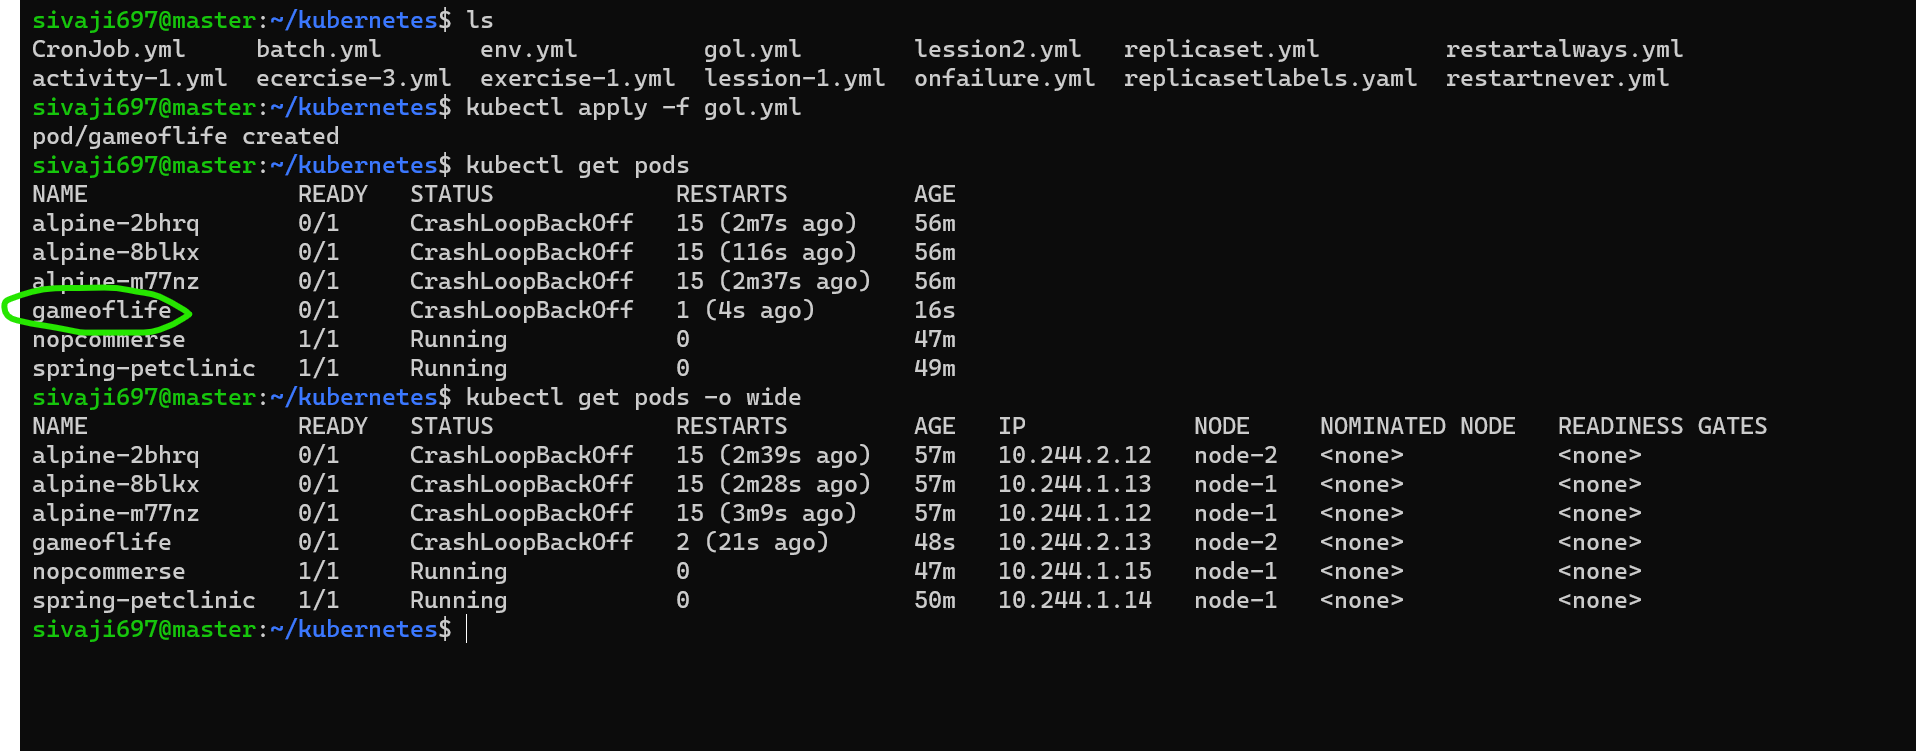 sivaji697@master:~/kubernetes$ ls
CronJob.yml     batch.yml       env.yml         gol.yml        lession2.yml   replicaset.yml         restartalways.yml
activity-1.yml  ecercise-3.yml  exercise-1.yml  lession-1.yml  onfailure.yml  replicasetlabels.yaml  restartnever.yml
sivaji697@master:~/kubernetes$ kubectl apply -f gol.yml
pod/gameoflife created
sivaji697@master:~/kubernetes$ kubectl get pods
NAME               READY   STATUS             RESTARTS         AGE
alpine-2bhrq       0/1     CrashLoopBackOff   15 (2m7s ago)    56m
alpine-8blkx       0/1     CrashLoopBackOff   15 (116s ago)    56m
alpine-m77nz       0/1     CrashLoopBackOff   15 (2m37s ago)   56m
gameoflife         0/1     CrashLoopBackOff   1 (4s ago)       16s
nopcommerse        1/1     Running            0                47m
spring-petclinic   1/1     Running            0                49m
sivaji697@master:~/kubernetes$ kubectl get pods -o wide
NAME               READY   STATUS             RESTARTS         AGE   IP            NODE     NOMINATED NODE   READINESS GATES
alpine-2bhrq       0/1     CrashLoopBackOff   15 (2m39s ago)   57m   10.244.2.12   node-2   <none>           <none>
alpine-8blkx       0/1     CrashLoopBackOff   15 (2m28s ago)   57m   10.244.1.13   node-1   <none>           <none>
alpine-m77nz       0/1     CrashLoopBackOff   15 (3m9s ago)    57m   10.244.1.12   node-1   <none>           <none>
gameoflife         0/1     CrashLoopBackOff   2 (21s ago)      48s   10.244.2.13   node-2   <none>           <none>
nopcommerse        1/1     Running            0                47m   10.244.1.15   node-1   <none>           <none>
spring-petclinic   1/1     Running            0                50m   10.244.1.14   node-1   <none>           <none>
sivaji697@master:~/kubernetes$